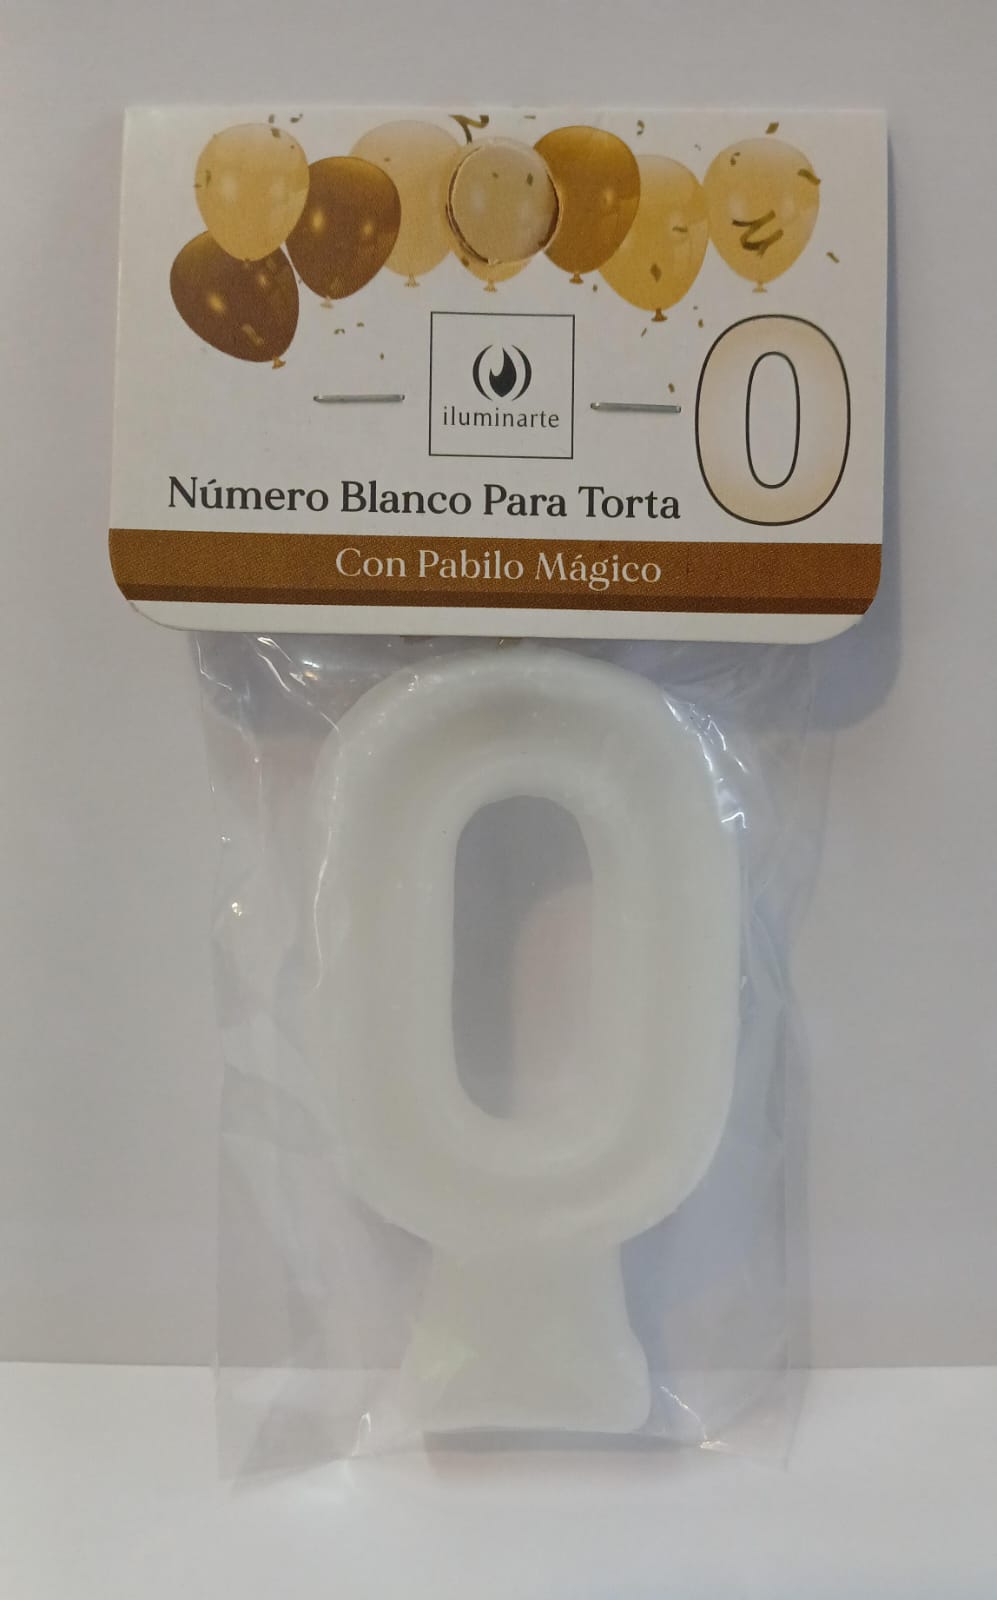 iluminarte
0
Número Blanco Para Torta
Con Pabilo Mágico